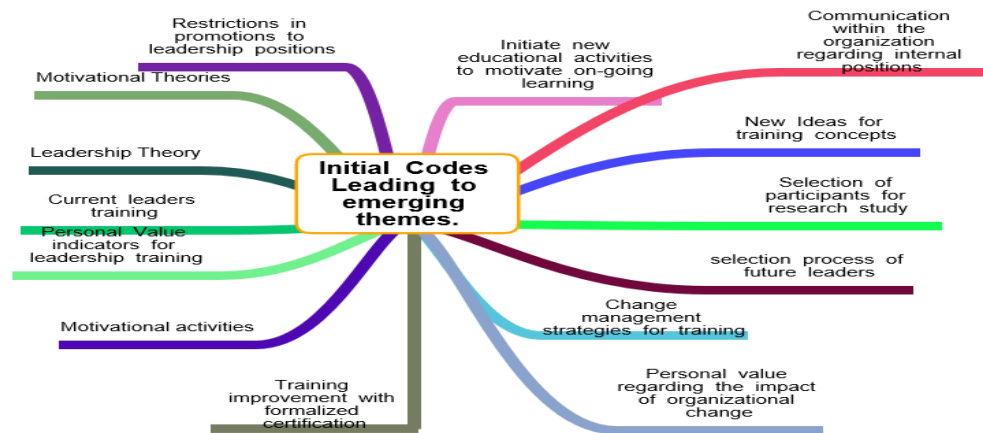 Restrictions in
promotions to
leadership positions
Motivational Theories
Leadership Theory
Current leaders
training
Personal Value
indicators for
leadership training
Motivational activities
Training
improvement with
formalized
certification
Initial Codes
Leading to
emerging
themes.
Initiate new
educational activities
to motivate on-going
learning
Communication
within the
organization
regarding internal
positions
New Ideas for
training concepts
Selection of
participants for
research study
selection process of
future leaders
Change
management
strategies for training
Personal value
regarding the impact
of organizational
change